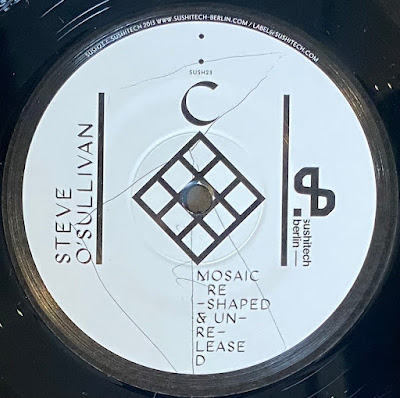 SUSH23 C SUSHITECH 2013 WWW.SUSHITECH-BERLIN.COM / LABEL@SUSHITECH.COM
SUSH23
C
STEVE
O'SULLIVAN
sushitech
berlin
MOSAIC
RE
-SHAPED
& UN-
RE-
LEASE
D